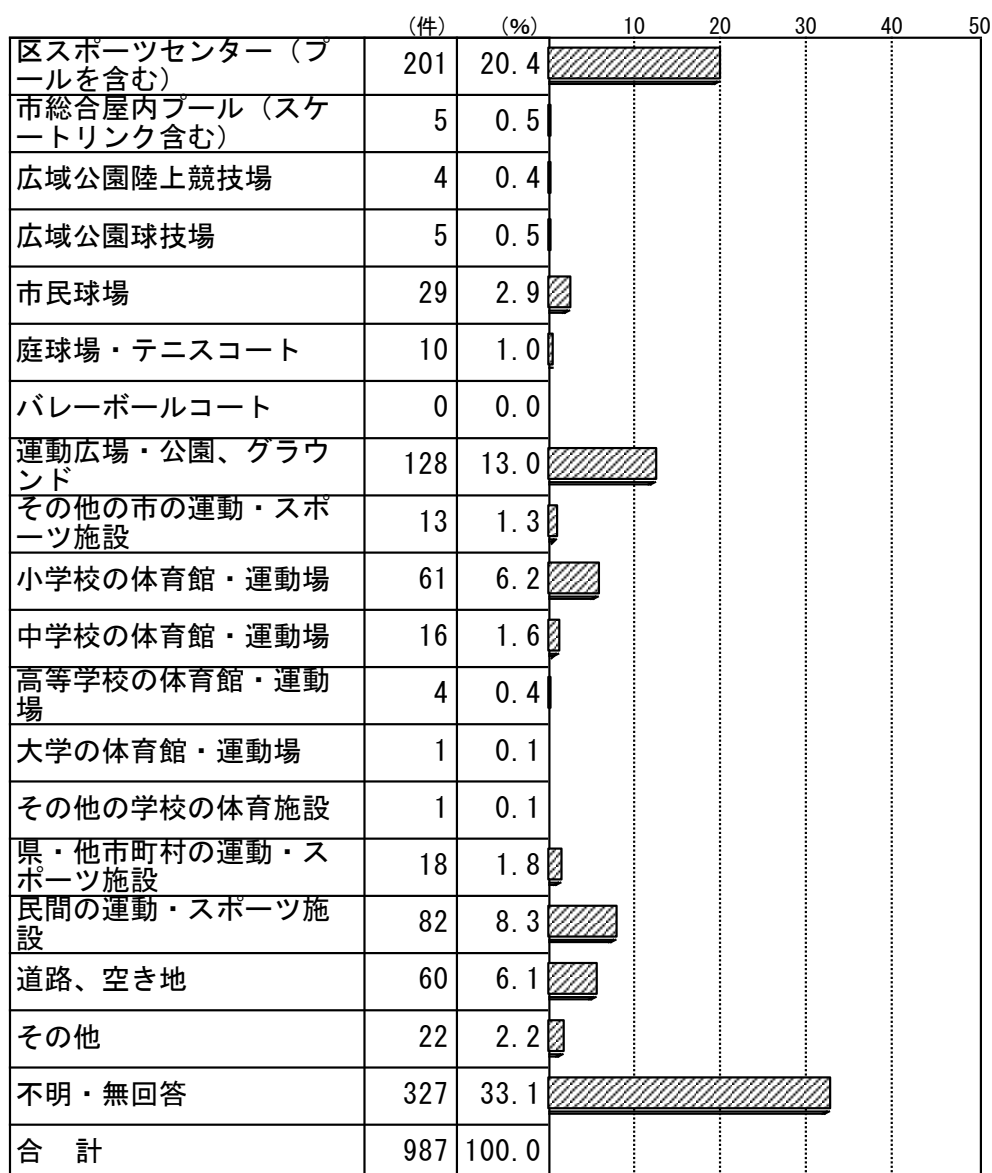 (件) (%) 10 20 30 40 50
区スポーツセンター（プ
ールを含む） 201 20.4
市総合屋内プール（スケ
ートリンク含む） 5 0.5
広域公園陸上競技場 4 0.4
広域公園球技場 5 0.5
市民球場 29 2.9
庭球場・テニスコート 10 1.0
バレーボールコート 0 0.0
運動広場・公園、グラウ
ンド 128 13.0
その他の市の運動・スポ
ーツ施設 13 1.3
小学校の体育館・運動場 61 6.2
中学校の体育館・運動場 16 1.6
高等学校の体育館・運動
場 4 0.4
大学の体育館・運動場 1 0.1
その他の学校の体育施設 1 0.1
県・他市町村の運動・ス
ポーツ施設 18 1.8
民間の運動・スポーツ施
設 82 8.3
道路、空き地 60 6.1
その他 22 2.2
不明・無回答 327 33.1
合　計 987 100.0